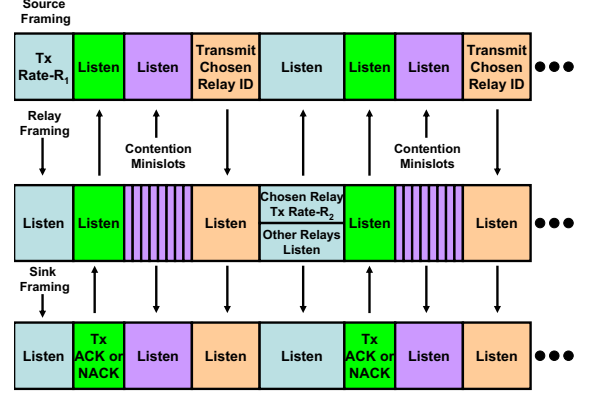 Source
Framing
Tx
Rate-R1
Listen
Listen
Transmit
Chosen
Relay ID
Listen
Listen
Listen
Transmit
Chosen
Relay ID
Relay
Framing
Contention
Minislots
Contention
Minislots
Listen
Listen
Listen
Chosen Relay
Tx Rate-R2
Other Relays
Listen
Listen
Listen
Sink
Framing
Listen
Tx
ACK or
NACK
Listen
Listen
Listen
Tx
ACK or
NACK
Listen
Listen